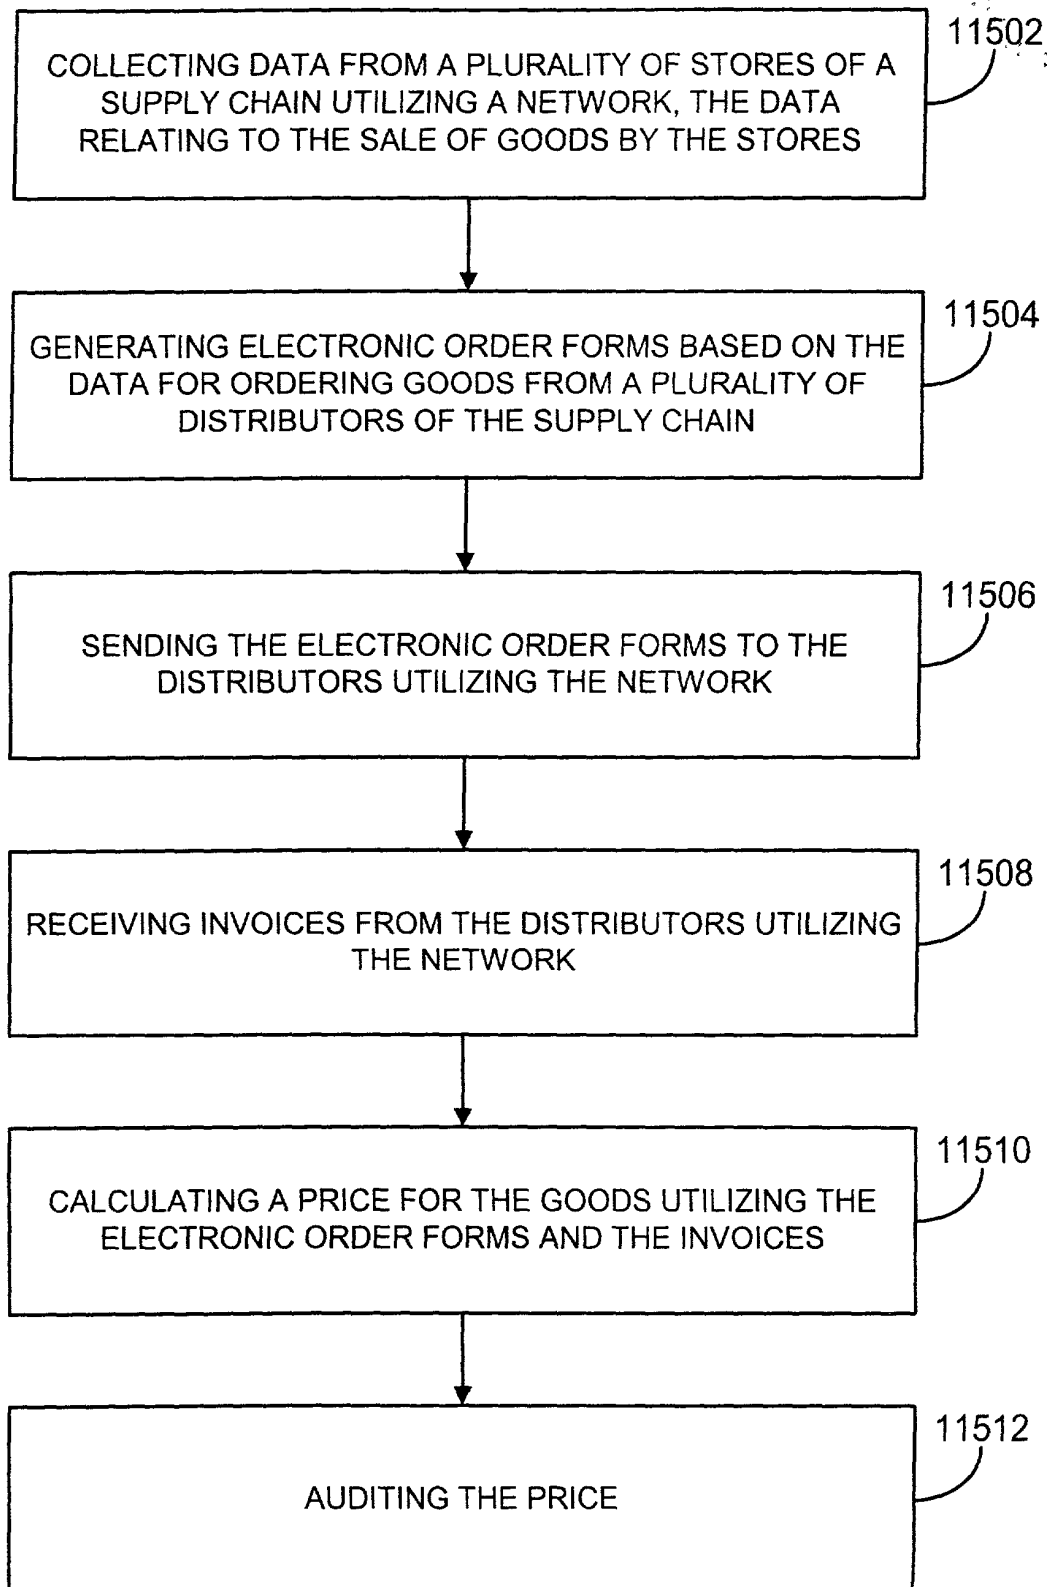 11502
COLLECTING DATA FROM A PLURALITY OF STORES OF A
SUPPLY CHAIN UTILIZING A NETWORK, THE DATA
RELATING TO THE SALE OF GOODS BY THE STORES
11504
GENERATING ELECTRONIC ORDER FORMS BASED ON THE
DATA FOR ORDERING GOODS FROM A PLURALITY OF
DISTRIBUTORS OF THE SUPPLY CHAIN
11506
SENDING THE ELECTRONIC ORDER FORMS TO THE
DISTRIBUTORS UTILIZING THE NETWORK
11508
RECEIVING INVOICES FROM THE DISTRIBUTORS UTILIZING
THE NETWORK
11510
CALCULATING A PRICE FOR THE GOODS UTILIZING THE
ELECTRONIC ORDER FORMS AND THE INVOICES
11512
AUDITING THE PRICE